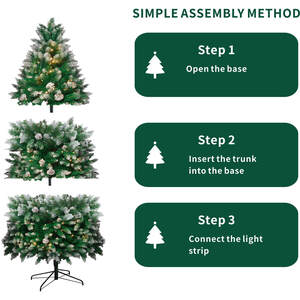 SIMPLE ASSEMBLY METHOD
Step 1
Open the base
Step 2
Insert the trunk
into the base
Step 3
Connect the light
strip